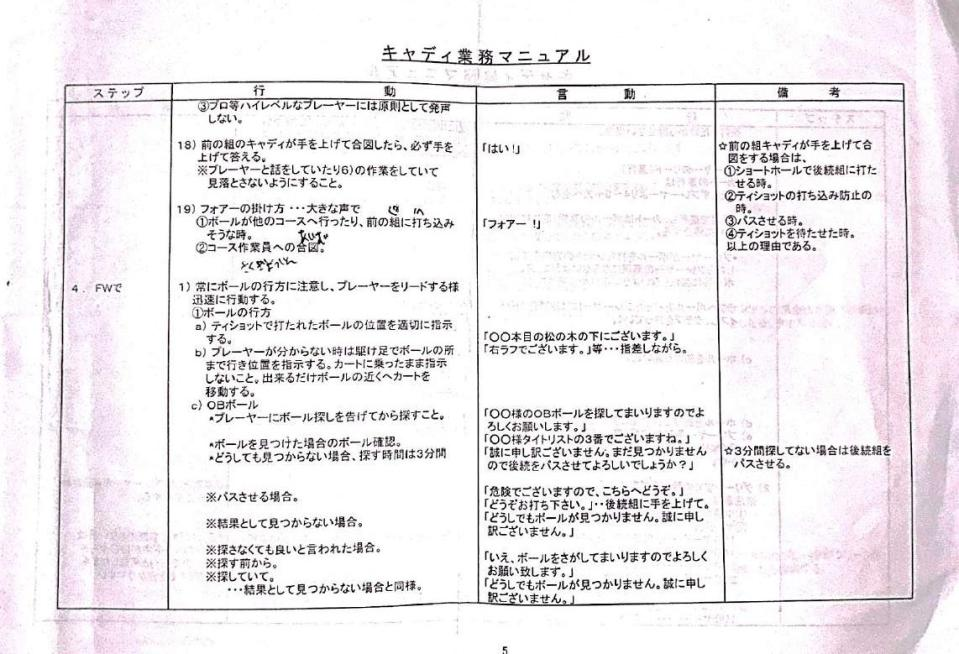 キャディ業務マニュアル
ステップ 行 動 言 動 備 考
③プロ等ハイレベルなプレーヤーには原則として発声
しない。
18）前の組のキャディが手を上げて合図したら、必ず手を
上げて答える。
※プレーヤーと話をしていたり6）の作業をしていて
見落とさないようにすること。
「はい！」
☆前の組キャディが手を上げて合
図をする場合は、
①ショートホールで後続組に打た
せる時。
②ティショットの打ち込み防止の
時。
③パスさせる時。
④ティショットを待たせた時。
以上の理由である。
19）フォアーの掛け方・・・大きな声で
①ボールが他のコースへ行ったり、前の組に打ち込み
そうな時。
②コース作業員への合図。
「フォアー！」
4．FWで
1）常にボールの行方に注意し、プレーヤーをリードする様
迅速に行動する。
①ボールの行方
a）ティショットで打たれたボールの位置を適切に指示
する。
b）プレーヤーが分からない時は駆け足でボールの所
まで行き位置を指示する。カートに乗ったまま指示
しないこと。出来るだけボールの近くへカートを
移動する。
「〇〇本目の松の木の下にございます。」
「右ラフでございます。」等・・・指差しながら。
c）OBボール
*プレーヤーにボール探しを告げてから探すこと。
*ボールを見つけた場合のボール確認。
*どうしても見つからない場合、探す時間は3分間
「〇〇様のOBボールを探してまいりますのでよ
ろしくお願いします。」
「〇〇様タイトリストの3番でございますね。」
「誠に申し訳ございません。まだ見つかりません
ので後続をパスさせてよろしいでしょうか？」
☆3分間探してない場合は後続組を
パスさせる。
※パスさせる場合。
「危険でございますので、こちらへどうぞ。」
「どうぞお打ち下さい。」・・後続組に手を上げて。
※結果として見つからない場合。
「どうしてもボールが見つかりません。誠に申し
訳ございません。」
※探さなくても良いと言われた場合。
※探す前から。
※探していて。
・・・結果として見つからない場合と同様。
「いえ、ボールをさがしてまいりますのでよろしく
お願い致します。」
「どうしてもボールが見つかりません。誠に申し
訳ございません。」
5